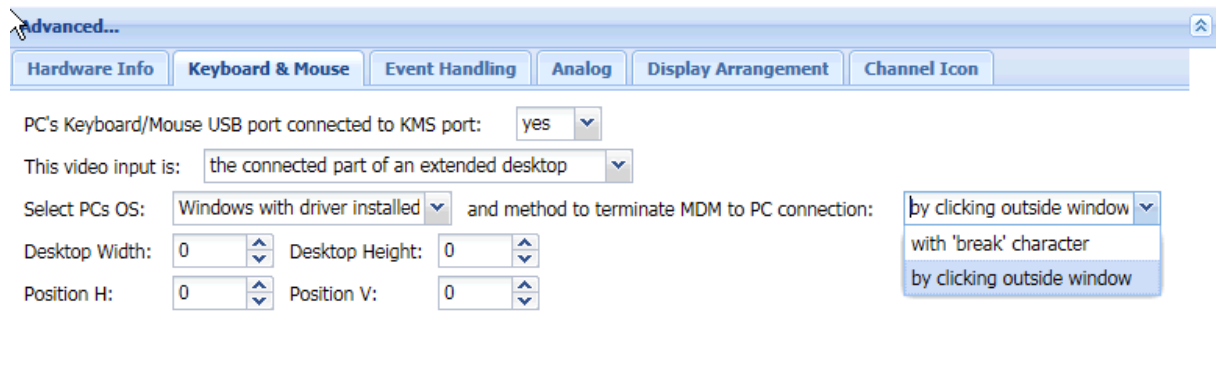 Advanced...
Hardware Info Keyboard & Mouse Event Handling Analog Display Arrangement Channel Icon
PC's Keyboard/Mouse USB port connected to KMS port: yes
This video input is: the connected part of an extended desktop
Select PCs OS: Windows with driver installed and method to terminate MDM to PC connection: by clicking outside window
with 'break' character
Desktop Width: 0 Desktop Height: 0
by clicking outside window
Position H: 0 Position V: 0